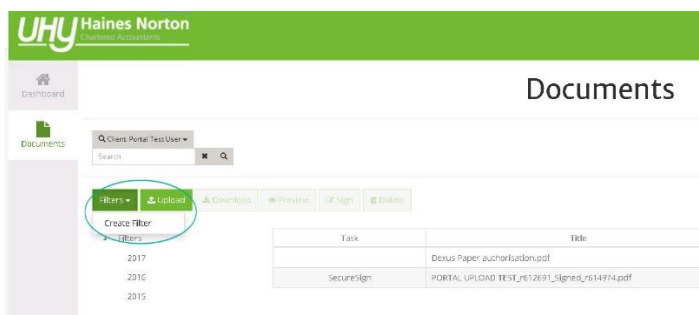 UHY Haines Norton
Chartered Accountants
Dashboard
Documents
Documents
Client: Portal Test User
Search
Filters Upload Download Preview Sign Delete
Create Filter
Filters
Task Title
2017
Dexus Paper authorisation.pdf
2016
SecureSign PORTAL UPLOAD TEST_r612691_Signed_r614974.pdf
2015